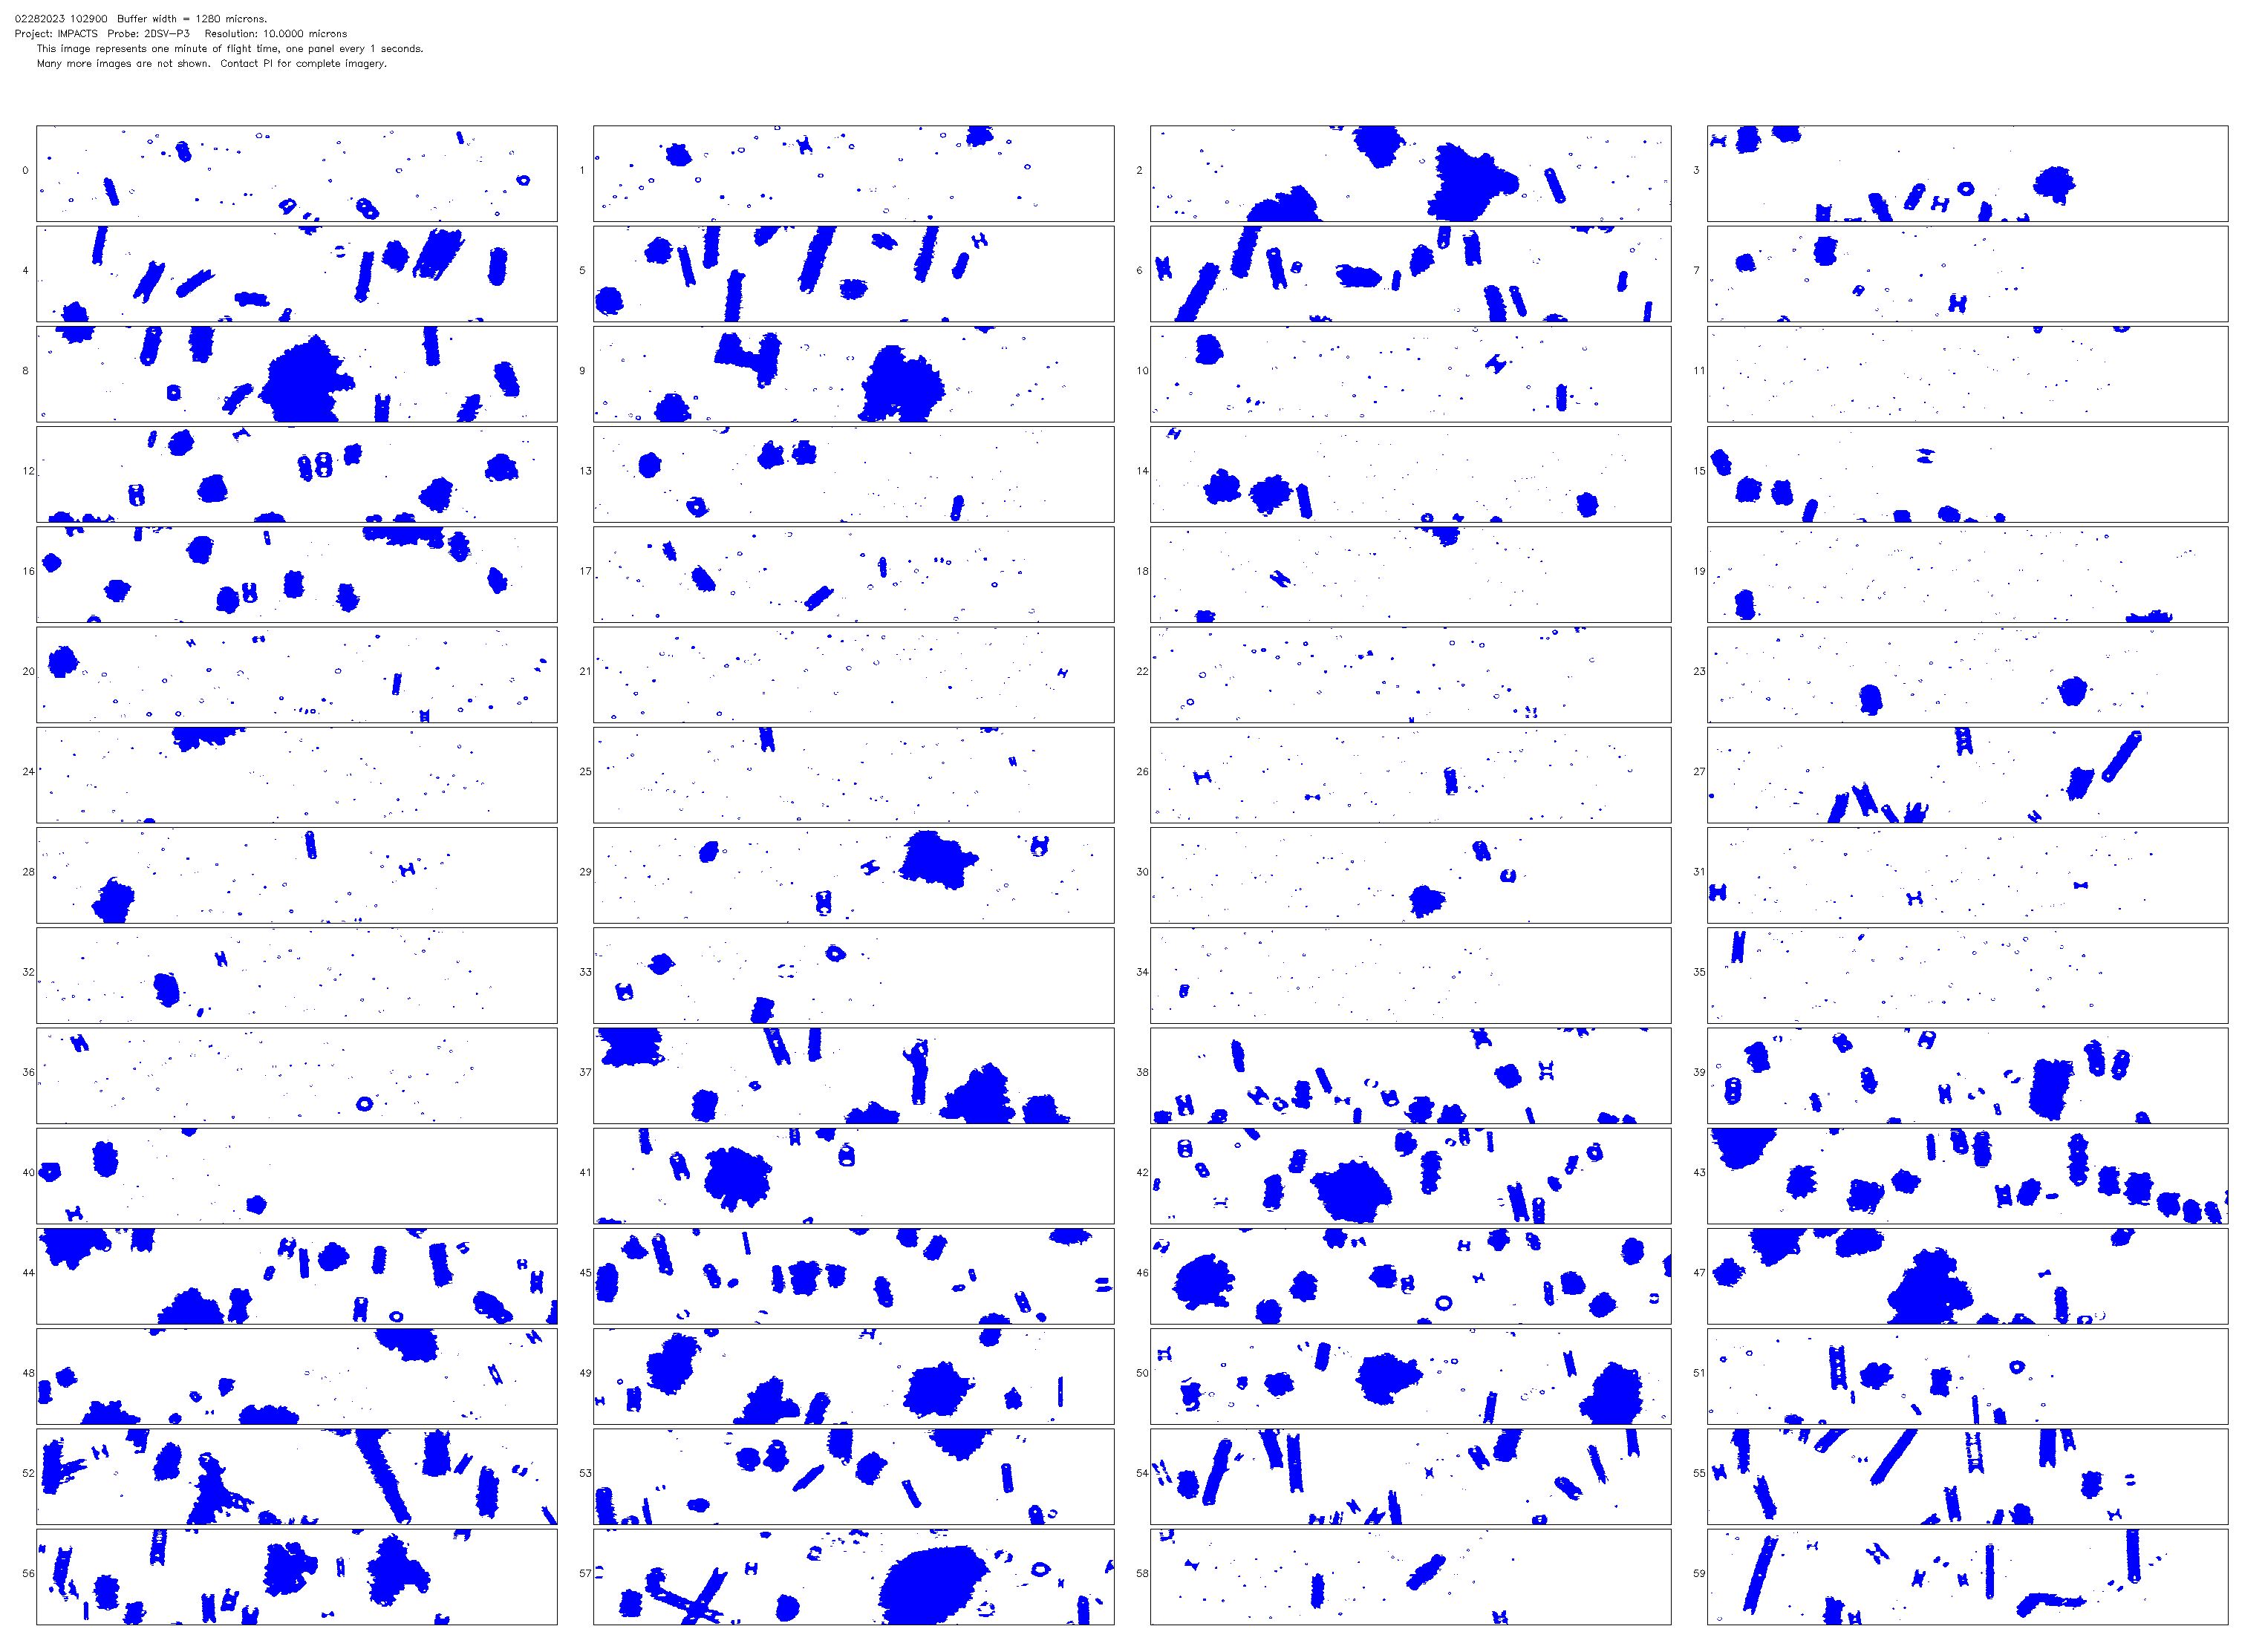 02282023 102900 Buffer width = 1280 microns.
Project: IMPACTS Probe: 2DSV-P3 Resolution: 10.0000 microns
This image represents one minute of flight time, one panel every 1 seconds.
Many more images are not shown. Contact PI for complete imagery.
0 1 2 3
4 5 6 7
8 9 10 11
12 13 14 15
16 17 18 19
20 21 22 23
24 25 26 27
28 29 30 31
32 33 34 35
36 37 38 39
40 41 42 43
44 45 46 47
48 49 50 51
52 53 54 55
56 57 58 59